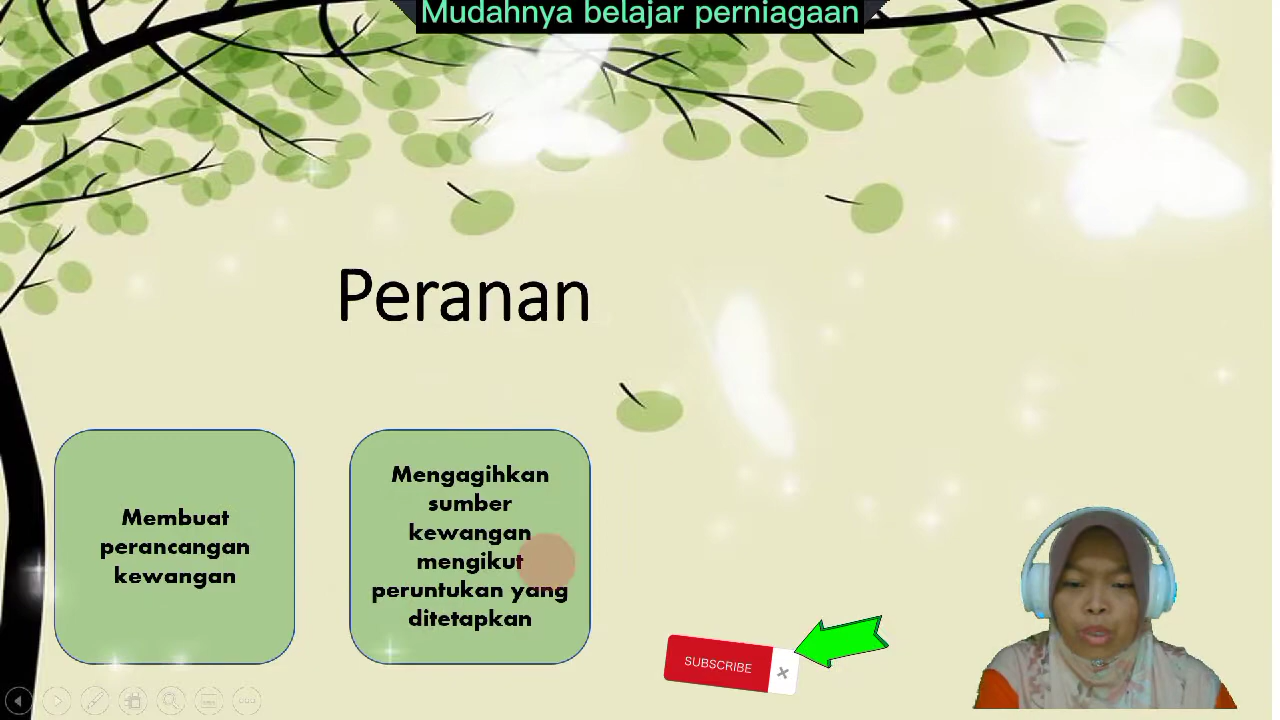 Mudahnya belajar perniagaan
Peranan
Membuat
perancangan
kewangan
Mengagihkan
sumber
kewangan
mengikut
peruntukan yang
ditetapkan
SUBSCRIBE